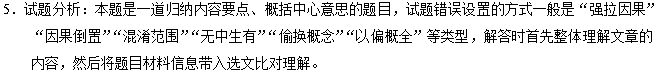 5．试题分析：本题是一道归纳内容要点、概括中心意思的题目，试题错误设置的方式一般是“强拉因果”
“因果倒置”“混淆范围”“无中生有”“偷换概念”“以偏概全”等类型，解答时首先整体理解文章的
内容，然后将题目材料信息带入选文比对理解。